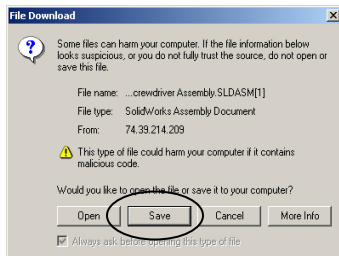 File Download
Some files can harm your computer. If the file information below
looks suspicious, or you do not fully trust the source, do not open or
save this file.
File name: ...crewdriver Assembly.SLDASM[1]
File type: SolidWorks Assembly Document
From: 74.39.214.209
This type of file could harm your computer if it contains
malicious code.
Would you like to open the file or save it to your computer?
Open Save Cancel More Info
Always ask before opening this type of file